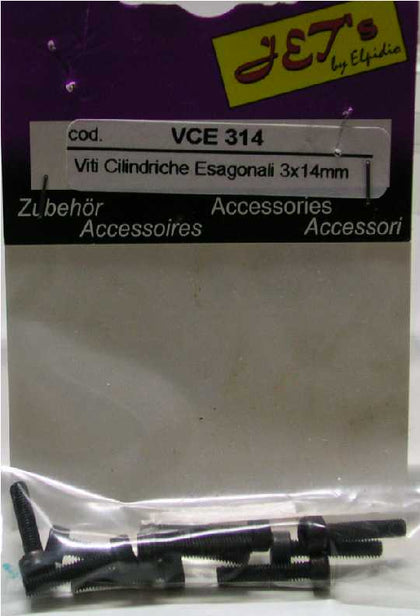 JET's
by Elpidio
cod. VCE 314
Viti Cilindriche Esagonali 3x14mm
Zubehör Accessories
Accessoires Accessori